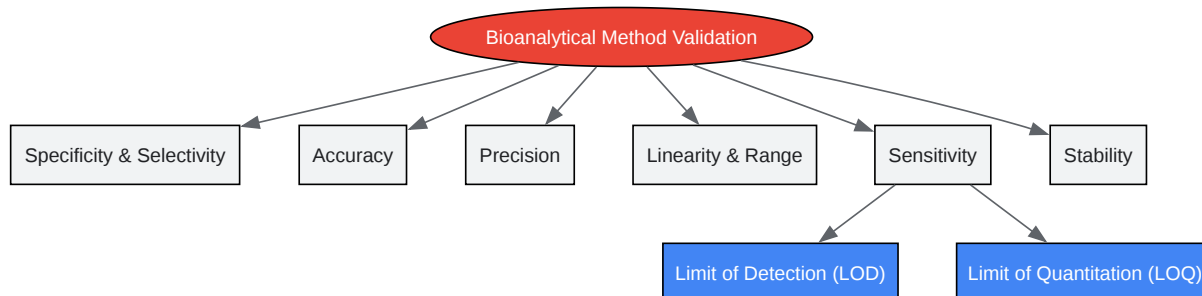 Bioanalytical Method Validation
Specificity & Selectivity
Accuracy
Precision
Linearity & Range
Sensitivity
Stability
Limit of Detection (LOD)
Limit of Quantitation (LOQ)